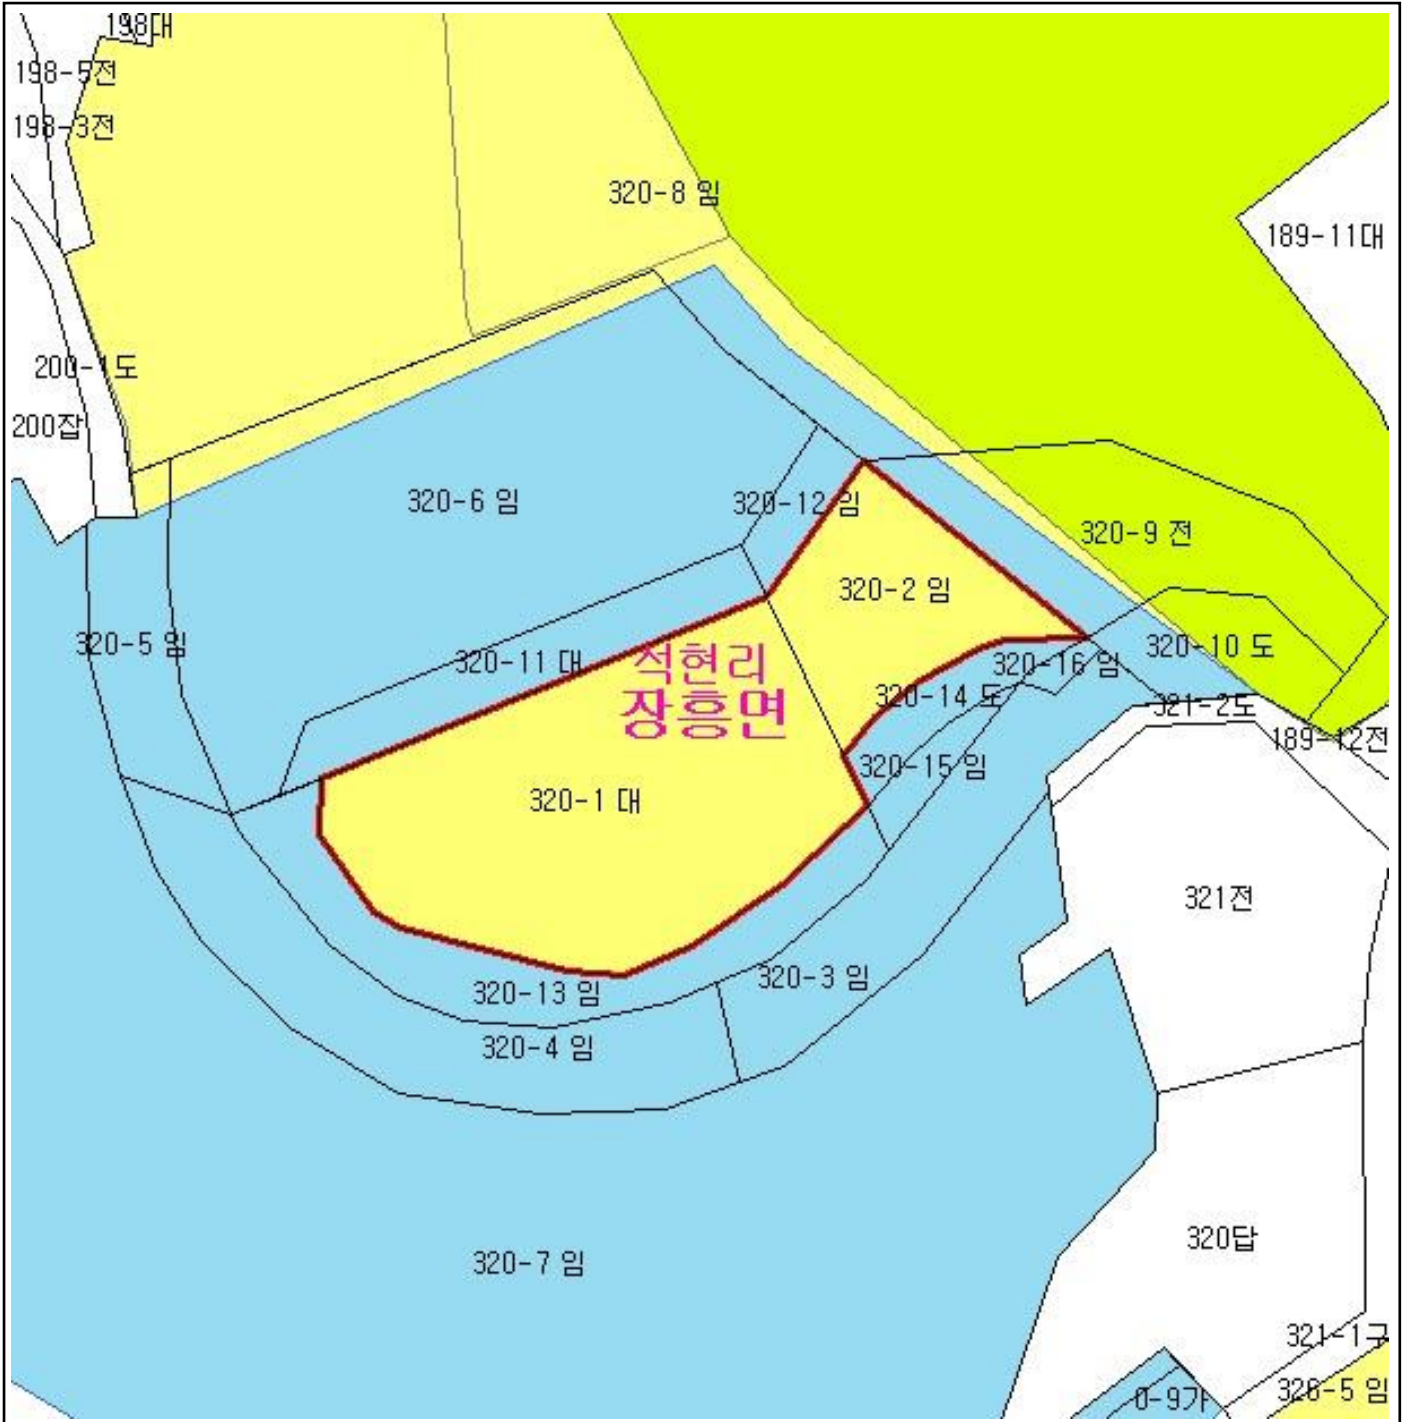 198대
198-5전
198-3전
320-8 임
189-11대
200-1도
200잡
320-6 임
320-12 임
320-9 전
320-2 임
320-5 임
320-11 대
석현리
장흥면
320-16 임
320-10 도
320-14 도
321-2도
189-12전
320-15 임
320-1 대
321전
320-3 임
320-13 임
320-4 임
320답
320-7 임
321-1구
326-5 임
0-9가